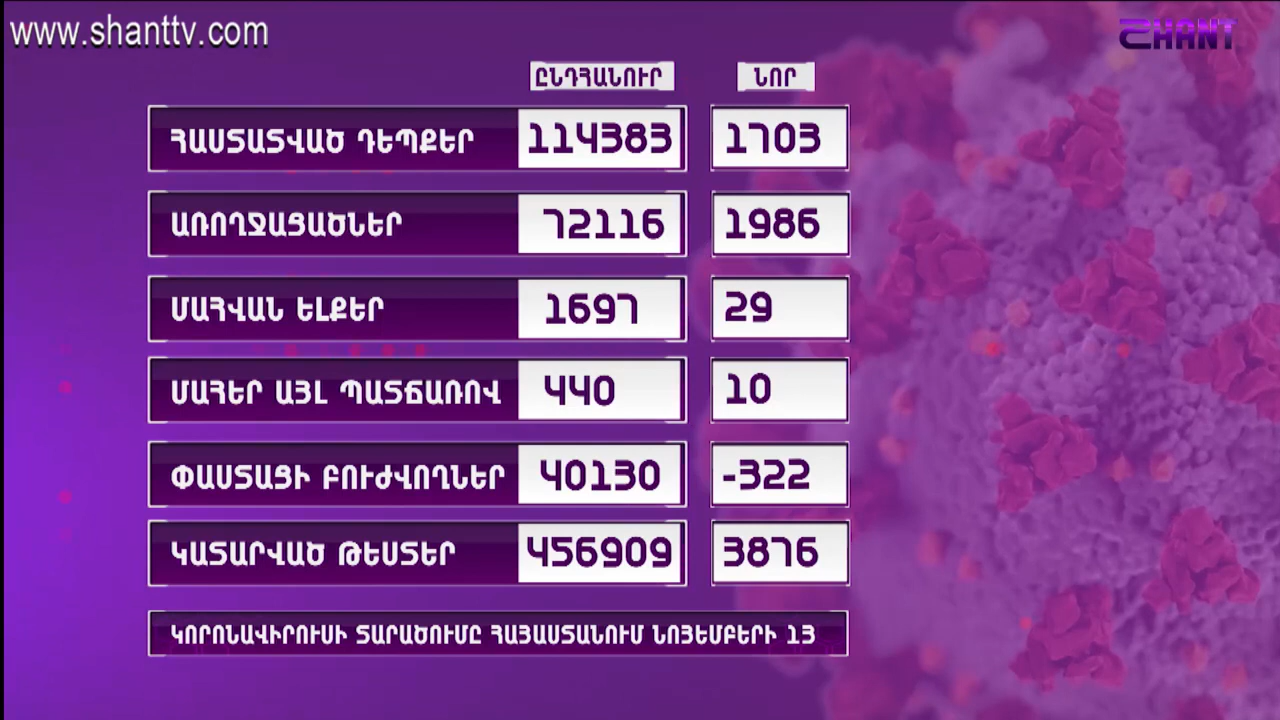 www.shanttv.com
SHANT
ԸՆԴՀԱՆՈՒՐ ՆՈՐ
ՀԱՍՏԱՏՎԱԾ ԴԵՊՔԵՐ 114383 1703
ԱՌՈՂՋԱՑԱԾՆԵՐ 72116 1986
ՄԱՀՎԱՆ ԵԼՔԵՐ 1697 29
ՄԱՀԵՐ ԱՅԼ ՊԱՏՃԱՌՈՎ 440 10
ՓԱՍՏԱՑԻ ԲՈՒԺՎՈՂՆԵՐ 40130 -322
ԿԱՏԱՐՎԱԾ ԹԵՍՏԵՐ 456909 3876
ԿՈՐՈՆԱՎԻՐՈՒՍԻ ՏԱՐԱԾՈՒՄԸ ՀԱՅԱՍՏԱՆՈՒՄ ՆՈՅԵՄԲԵՐԻ 13